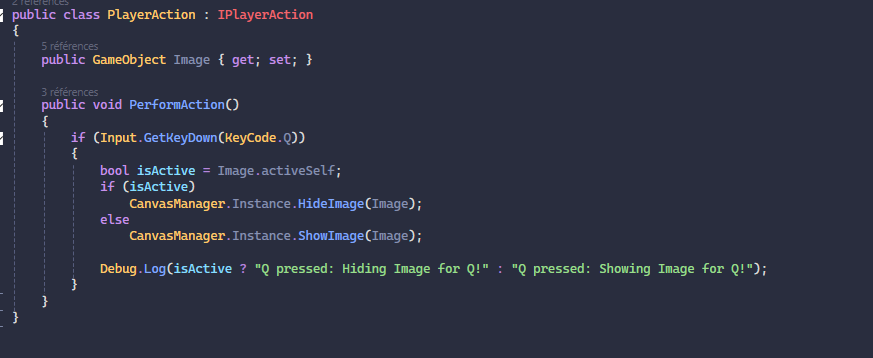 2 références
public class PlayerAction : IPlayerAction
{
5 références
public GameObject Image { get; set; }
3 références
public void PerformAction()
{
if (Input.GetKeyDown(KeyCode.Q))
{
bool isActive = Image.activeSelf;
if (isActive)
CanvasManager.Instance.HideImage(Image);
else
CanvasManager.Instance.ShowImage(Image);
Debug.Log(isActive ? "Q pressed: Hiding Image for Q!" : "Q pressed: Showing Image for Q!");
}
}
}